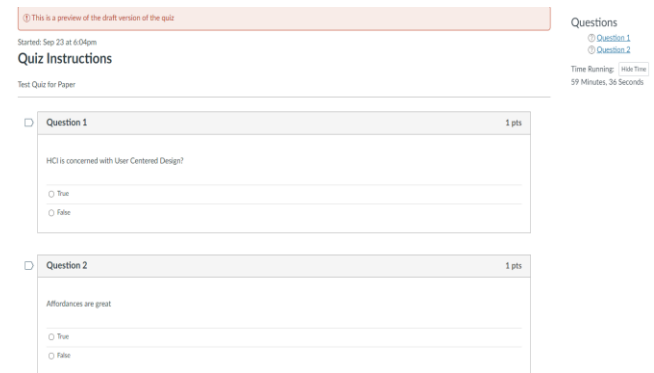 This is a preview of the draft version of the quiz
Started: Sep 23 at 6:04pm
Quiz Instructions
Test Quiz for Paper
Question 1
1 pts
HCI is concerned with User Centered Design?
True
False
Question 2
1 pts
Affordances are great
True
False
Questions
Question 1
Question 2
Time Running: Hide Time
59 Minutes, 36 Seconds